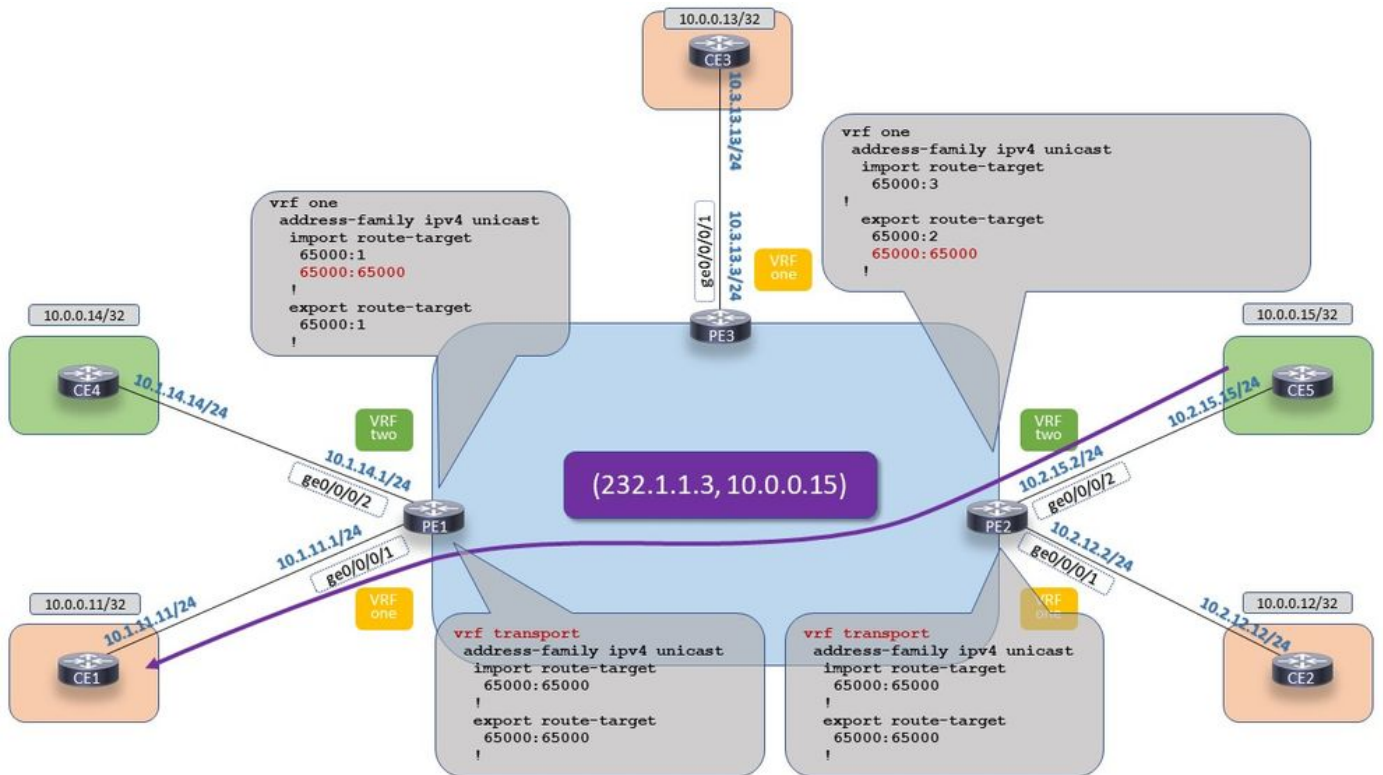 10.0.0.13/32
CE3
10.3.13.13/24
vrf one
address-family ipv4 unicast
import route-target
65000:3
!
export route-target
65000:2
65000:65000
!
vrf one
address-family ipv4 unicast
import route-target
65000:1
65000:65000
!
export route-target
65000:1
!
ge0/0/0/1
10.3.13.3/24
VRF
one
PE3
10.0.0.14/32
CE4
10.1.14.14/24
10.0.0.15/32
CE5
10.2.15.15/24
VRF
two
VRF
two
10.1.14.1/24
ge0/0/0/2
(232.1.1.3, 10.0.0.15)
10.2.15.2/24
ge0/0/0/2
PE1
PE2
10.1.11.1/24
ge0/0/0/1
10.2.12.2/24
ge0/0/0/1
10.0.0.11/32
VRF
one
VRF
one
10.0.0.12/32
10.1.11.11/24
CE1
10.2.12.12/24
CE2
vrf transport
address-family ipv4 unicast
import route-target
65000:65000
!
export route-target
65000:65000
!
vrf transport
address-family ipv4 unicast
import route-target
65000:65000
!
export route-target
65000:65000
!